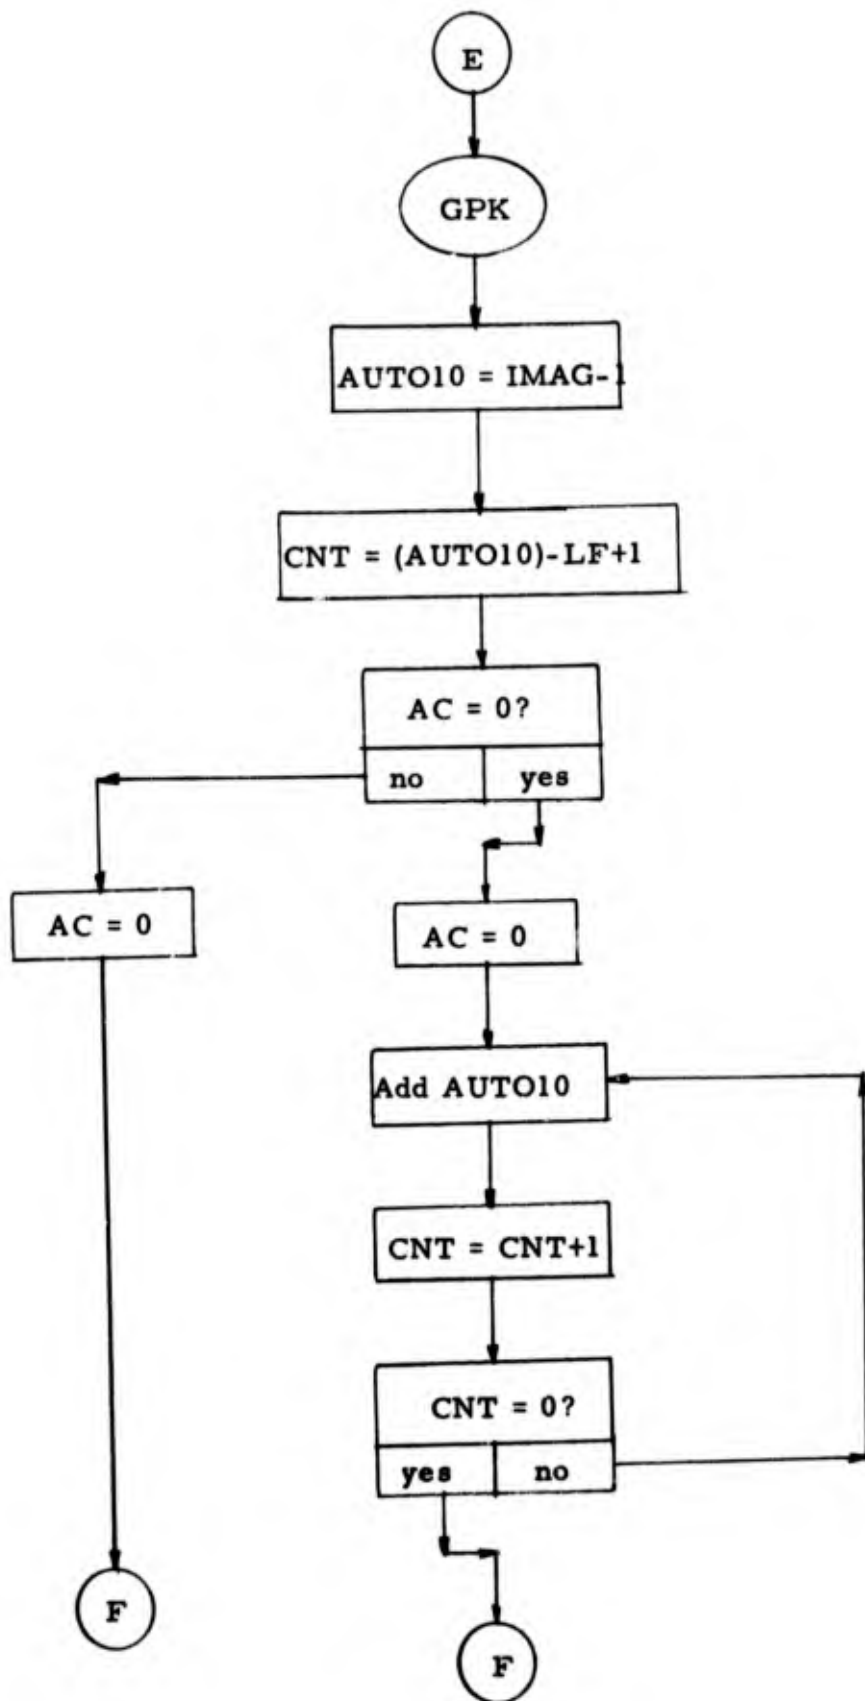 E
GPK
AUTO10 = IMAG-1
CNT = (AUTO10)-LF+1
AC = 0?
no yes
AC = 0
AC = 0
Add AUTO10
CNT = CNT+1
CNT = 0?
yes no
F
F